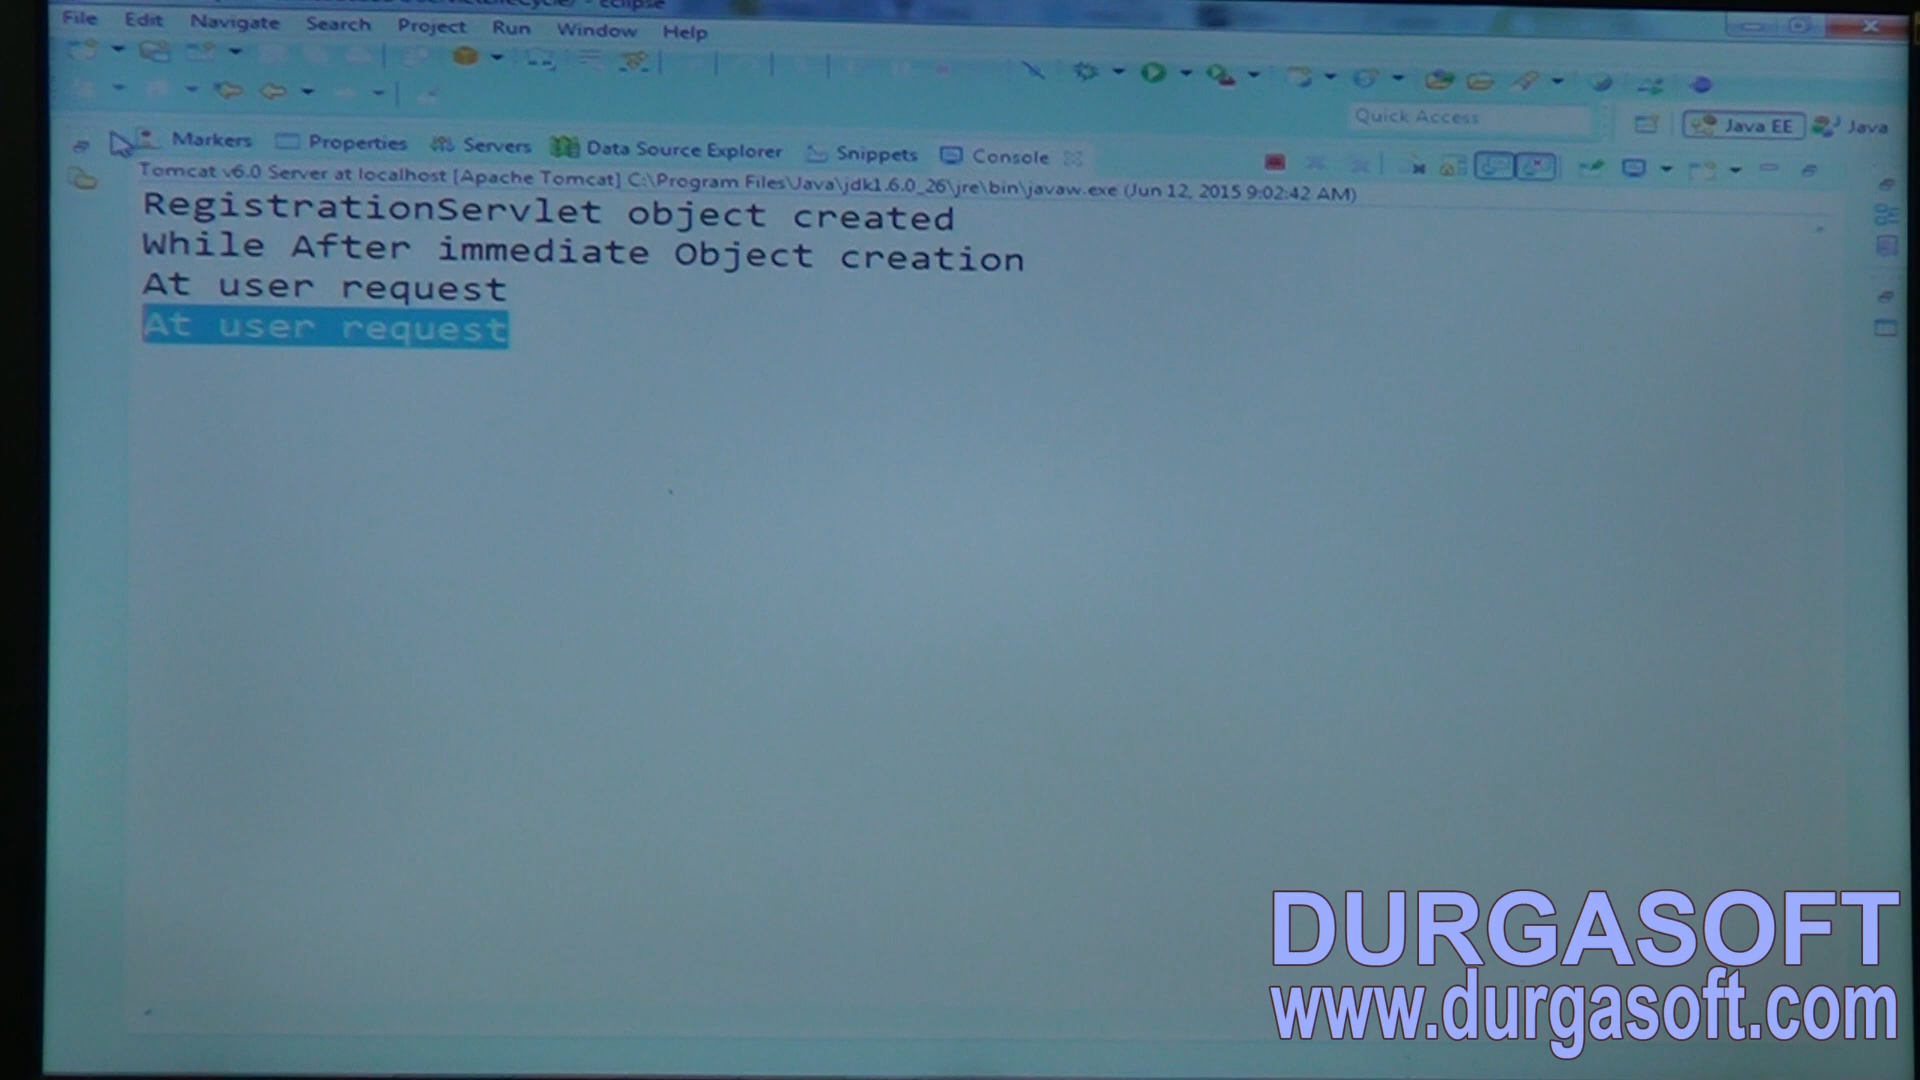 File Edit Navigate Search Project Run Window Help
Quick Access
Java EE Java
Markers Properties Servers Data Source Explorer Snippets Console
Tomcat v6.0 Server at localhost [Apache Tomcat] C:\Program Files\Java\jdk1.6.0_26\jre\bin\javaw.exe (Jun 12, 2015 9:02:42 AM)
RegistrationServlet object created
While After immediate Object creation
At user request
At user request
DURGASOFT
www.durgasoft.com